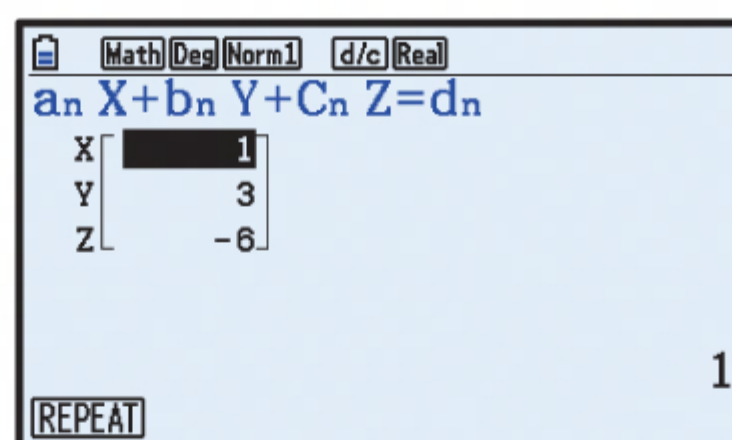 Math Deg Norm1 d/c Real
an X+bn Y+Cn Z=dn
X 1
Y 3
Z -6
1
REPEAT